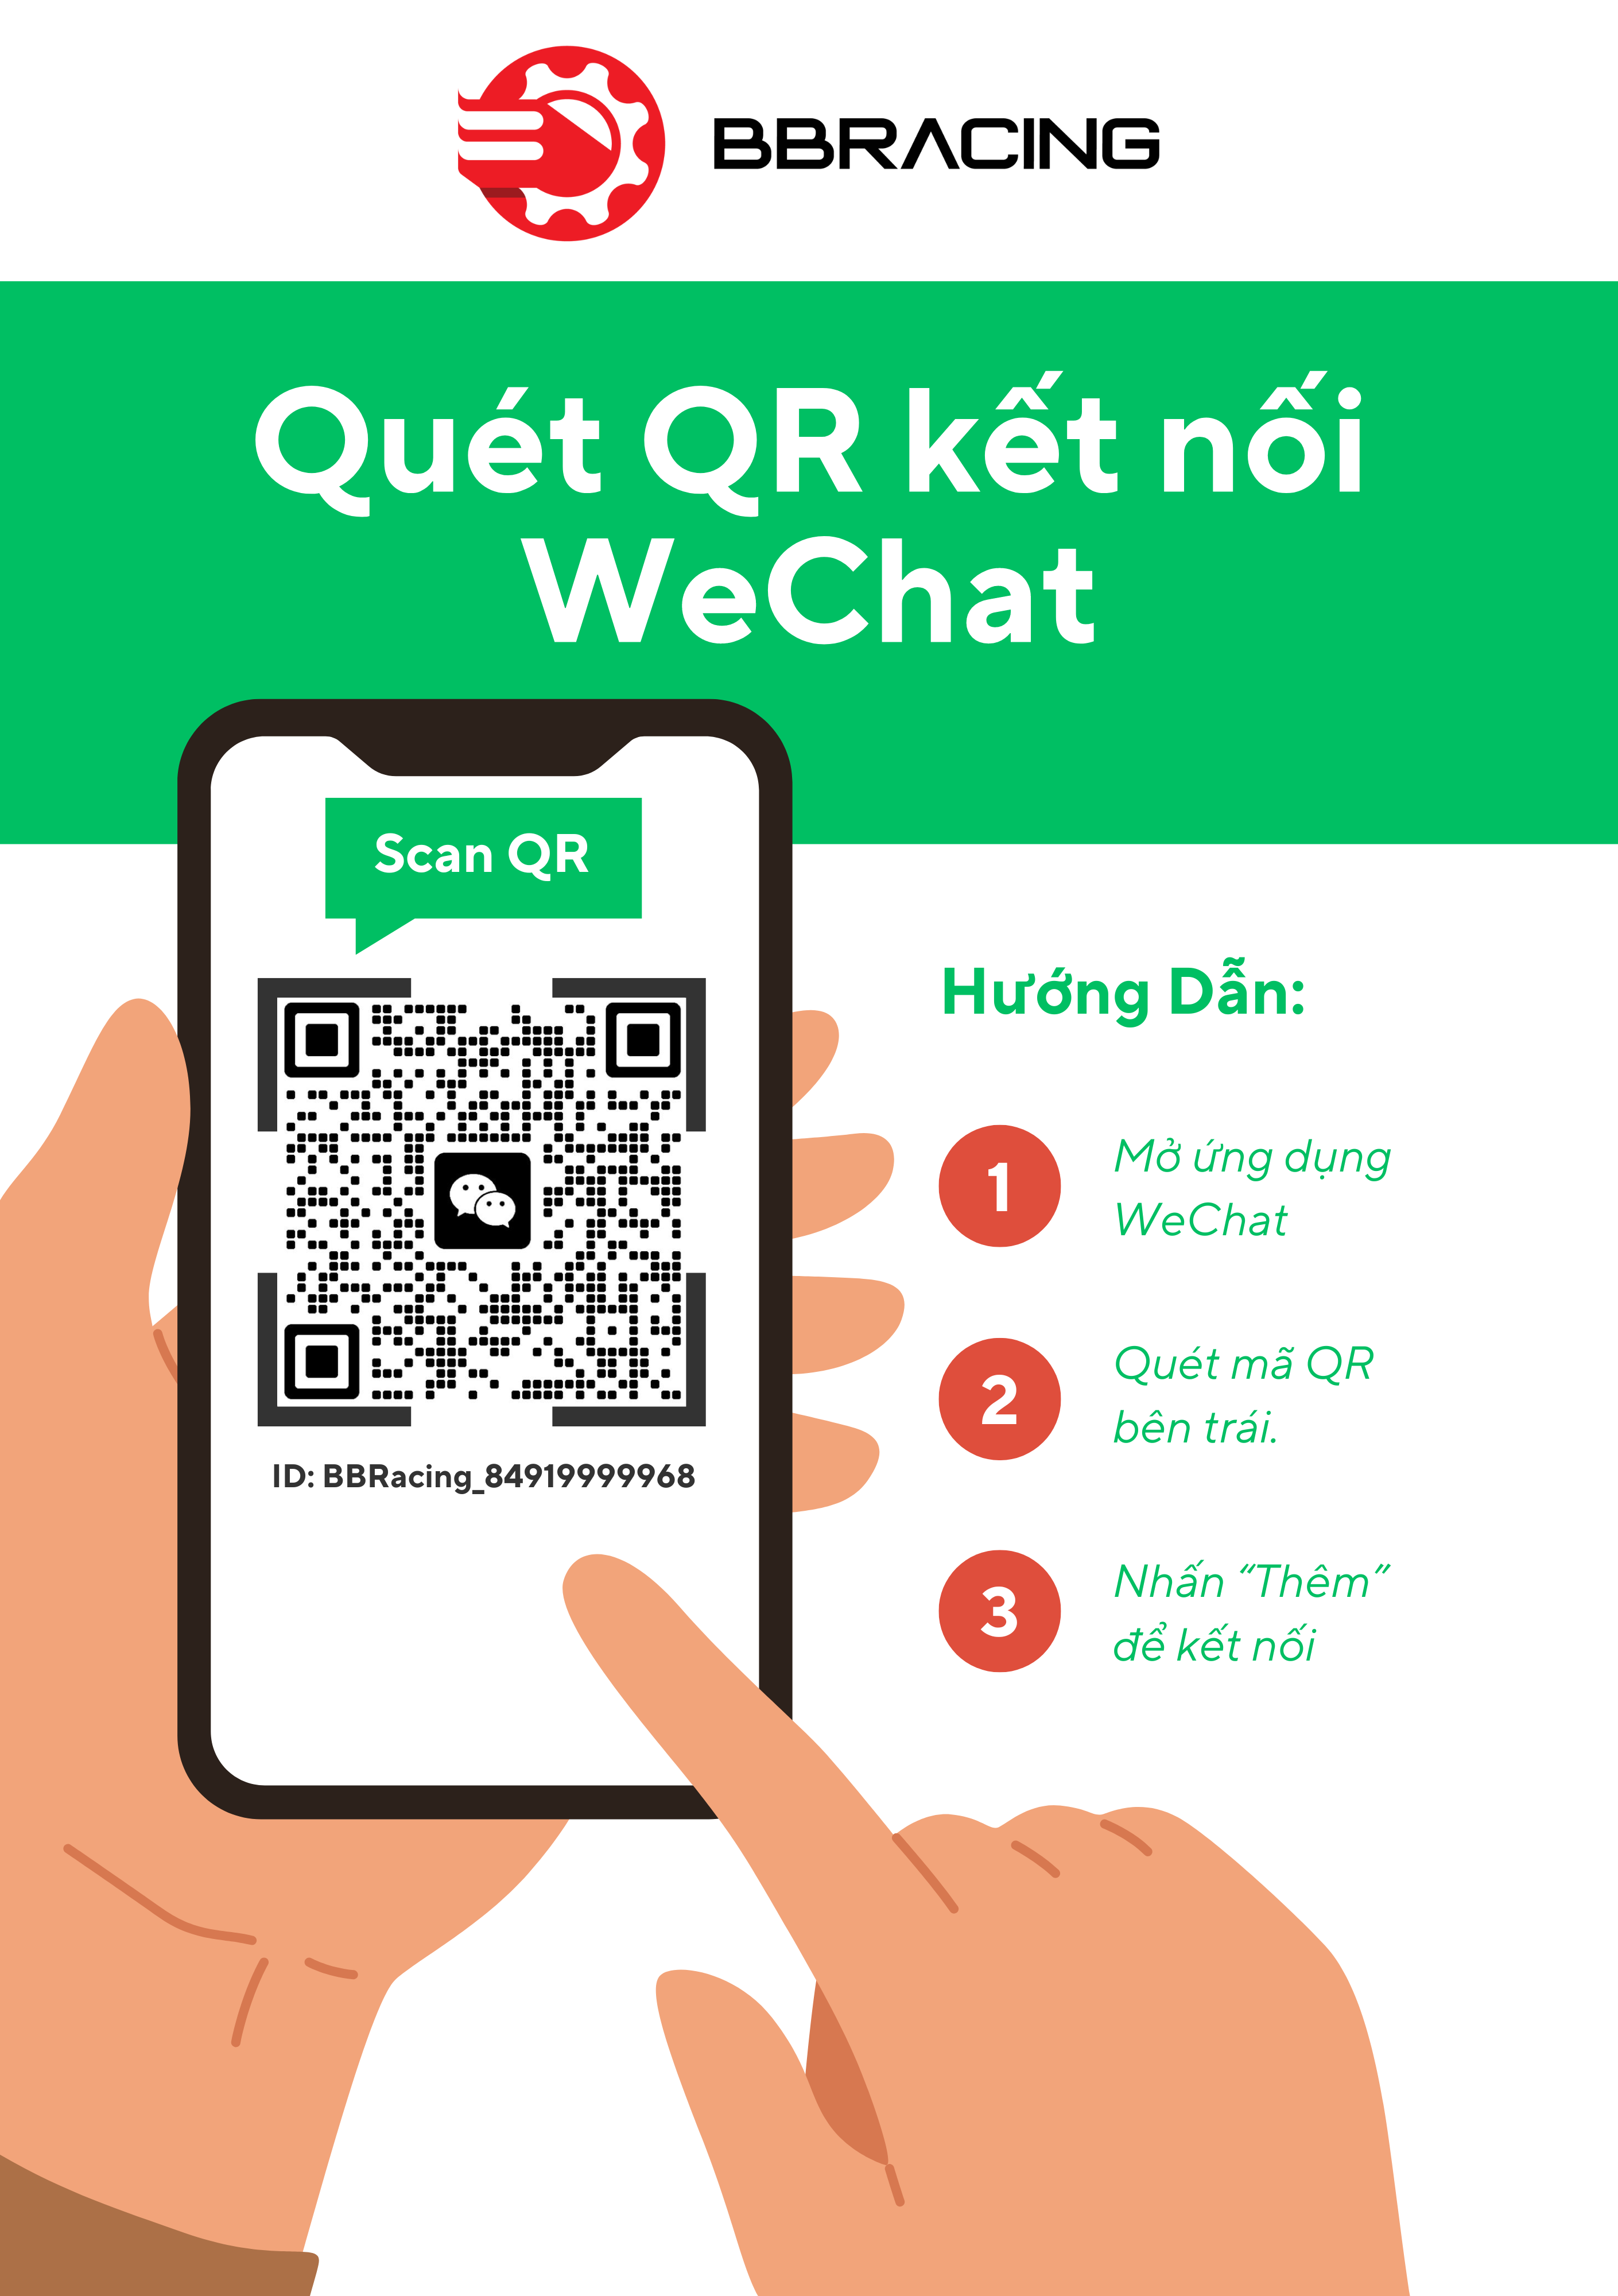 BBRACING
Quét QR kết nối
WeChat
Scan QR
ID: BBRacing_84919999968
Hướng Dẫn:
1
Mở ứng dụng
WeChat
2
Quét mã QR
bên trái.
3
Nhấn "Thêm"
để kết nôi